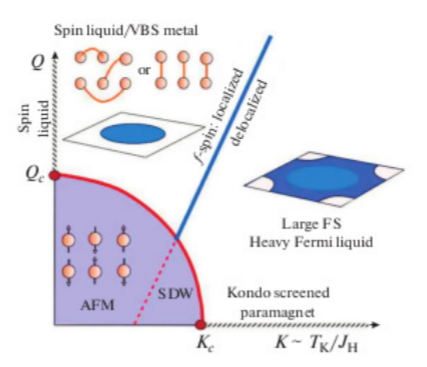 Spin liquid/VBS metal
Q
or
Spin
liquid
f-spin: localized
delocalized
Q_c
Large FS
Heavy Fermi liquid
AFM
SDW
Kondo screened
paramagnet
K_c
K ~ T_K/J_H